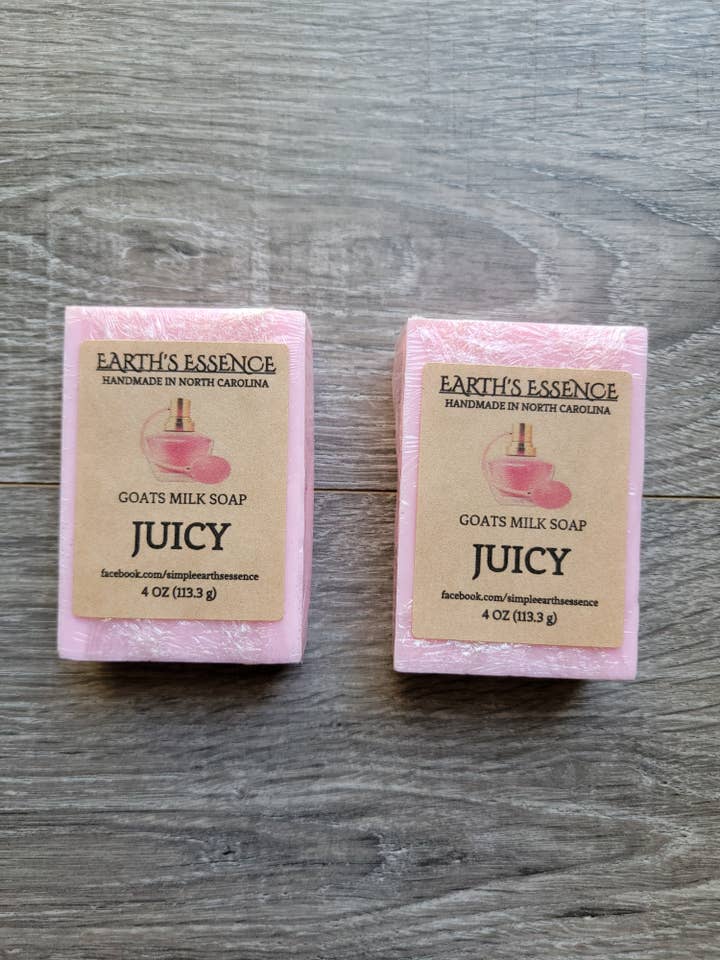 EARTH'S ESSENCE
HANDMADE IN NORTH CAROLINA
GOATS MILK SOAP
JUICY
facebook.com/simpleearthsessence
4 OZ (113.3 g)
EARTH'S ESSENCE
HANDMADE IN NORTH CAROLINA
GOATS MILK SOAP
JUICY
facebook.com/simpleearthsessence
4 OZ (113.3 g)